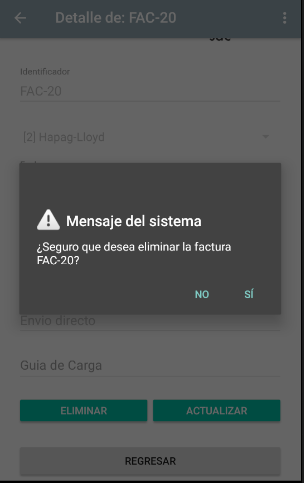 Detalle de: FAC-20
Identificador
FAC-20
[2] Hapag-Lloyd
Mensaje del sistema
¿Seguro que desea eliminar la factura
FAC-20?
NO SÍ
Envío directo
Guía de Carga
ELIMINAR ACTUALIZAR
REGRESAR